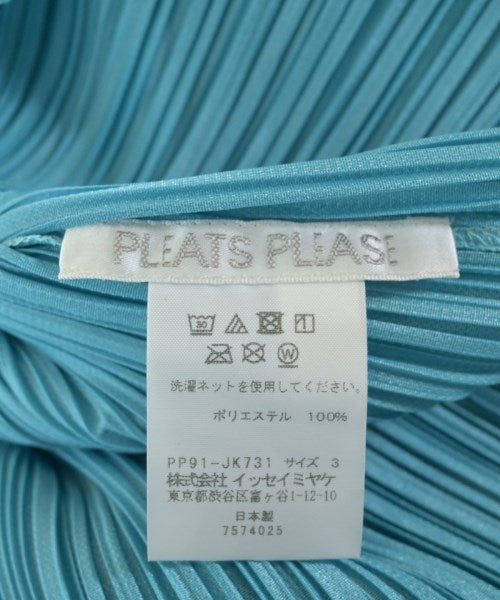 PLEATS PLEASE
30
1
W
洗濯ネットを使用してください。
ポリエステル 100%
PP91-JK731 サイズ 3
株式会社 イッセイミヤケ
東京都渋谷区富ヶ谷1-12-10
日本製
7574025